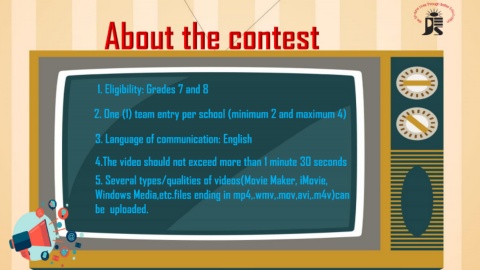 About the contest
1. Eligibility: Grades 7 and 8
2. One (1) team entry per school (minimum 2 and maximum 4)
3. Language of communication: English
4.The video should not exceed more than 1 minute 30 seconds
5. Several types/qualities of videos(Movie Maker, iMovie,
Windows Media,etc.files ending in mp4,.wmv,.mov,avi,.m4v)can
be uploaded.